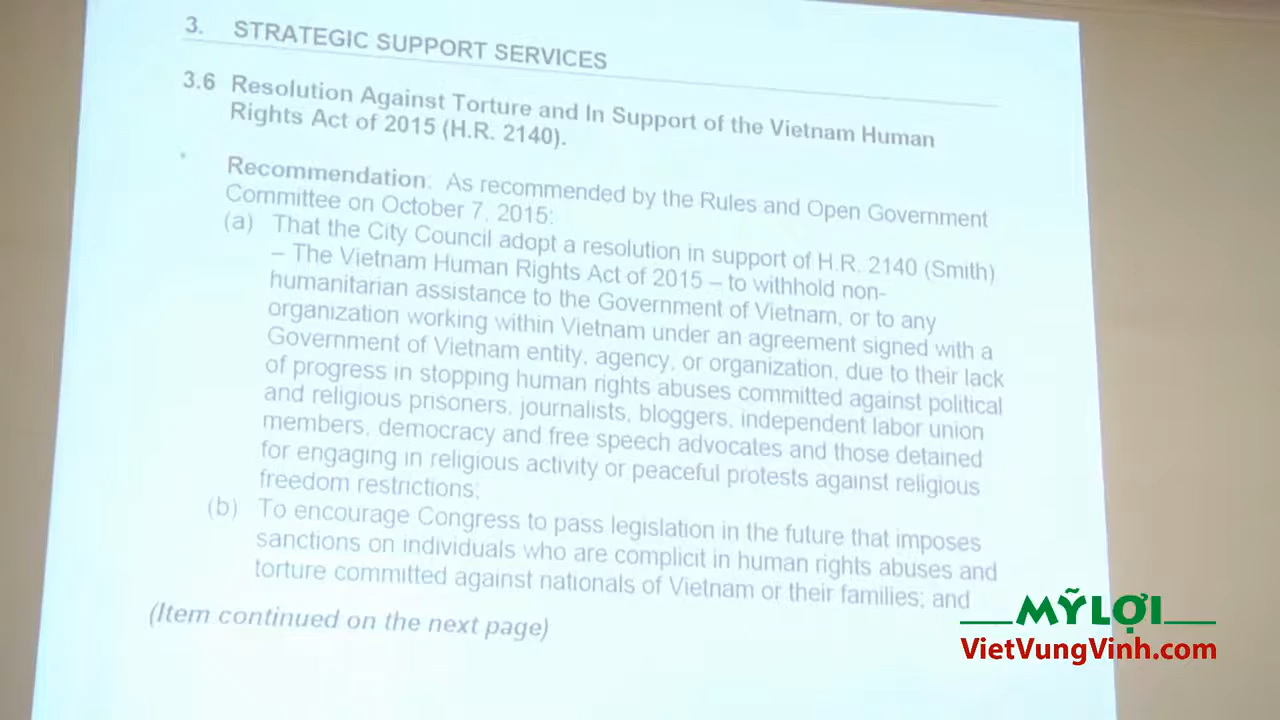 3. STRATEGIC SUPPORT SERVICES
3.6 Resolution Against Torture and In Support of the Vietnam Human
Rights Act of 2015 (H.R. 2140).
Recommendation: As recommended by the Rules and Open Government
Committee on October 7, 2015:
(a) That the City Council adopt a resolution in support of H.R. 2140 (Smith)
– The Vietnam Human Rights Act of 2015 – to withhold non-
humanitarian assistance to the Government of Vietnam, or to any
organization working within Vietnam under an agreement signed with a
Government of Vietnam entity, agency, or organization, due to their lack
of progress in stopping human rights abuses committed against political
and religious prisoners, journalists, bloggers, independent labor union
members, democracy and free speech advocates and those detained
for engaging in religious activity or peaceful protests against religious
freedom restrictions;
(b) To encourage Congress to pass legislation in the future that imposes
sanctions on individuals who are complicit in human rights abuses and
torture committed against nationals of Vietnam or their families; and
(Item continued on the next page)
MỸ LỢI
VietVungVinh.com